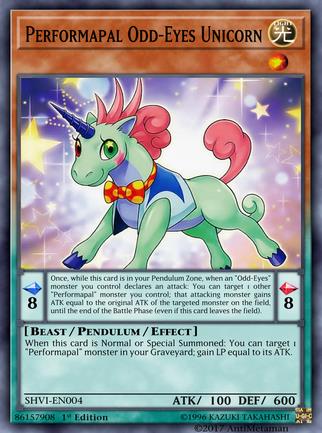 Performapal Odd-Eyes Unicorn
LIGHT
光
Once, while this card is in your Pendulum Zone, when an "Odd-Eyes"
monster you control declares an attack: You can target 1 other
"Performapal" monster you control; that attacking monster gains
ATK equal to the original ATK of the targeted monster on the field,
until the end of the Battle Phase (even if this card leaves the field).
8
8
[ Beast / Pendulum / Effect ]
When this card is Normal or Special Summoned: You can target 1
"Performapal" monster in your Graveyard; gain LP equal to its ATK.
SHVI-EN004
ATK/ 100 DEF/ 600
86157908
1st Edition
©1996 KAZUKI TAKAHASHI
©2017 AntiMetaman